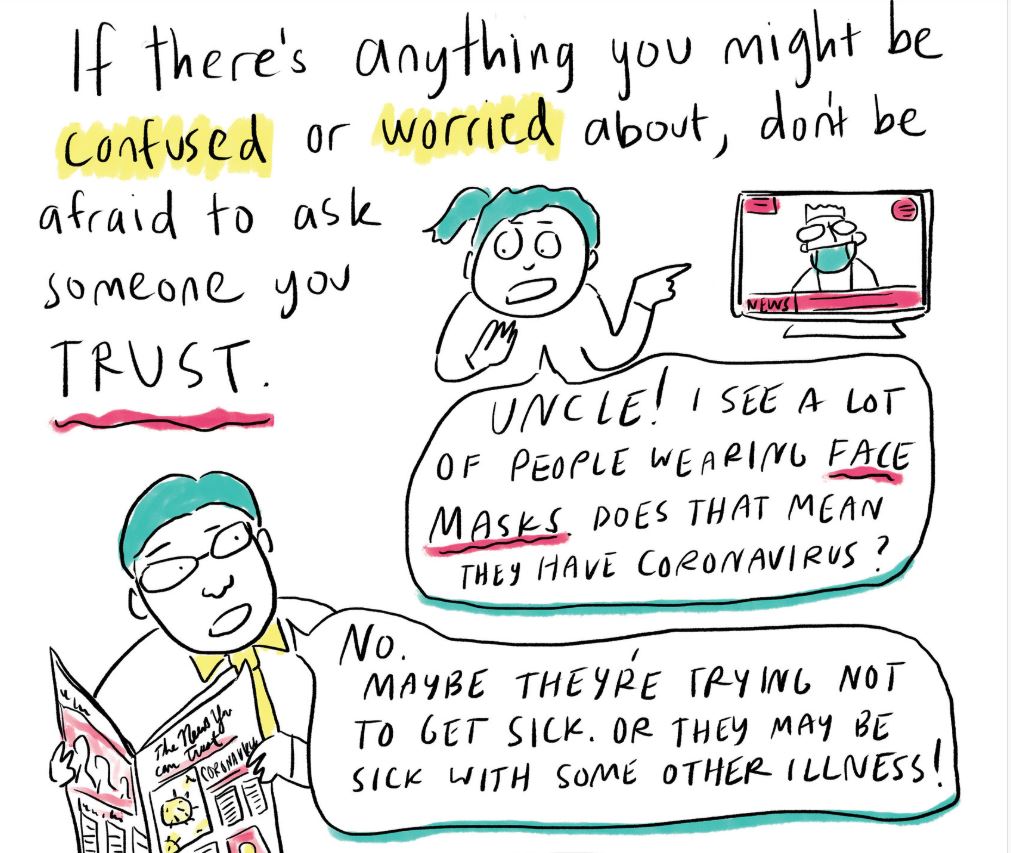 If there's anything you might be
confused or worried about, don't be
afraid to ask
someone you
TRUST.
NEWS
UNCLE! I SEE A LOT
OF PEOPLE WEARING FACE
MASKS. DOES THAT MEAN
THEY HAVE CORONAVIRUS?
NO.
MAYBE THEY'RE TRYING NOT
TO GET SICK. OR THEY MAY BE
SICK WITH SOME OTHER ILLNESS!
The News You
can Trust
CORONAVIRUS